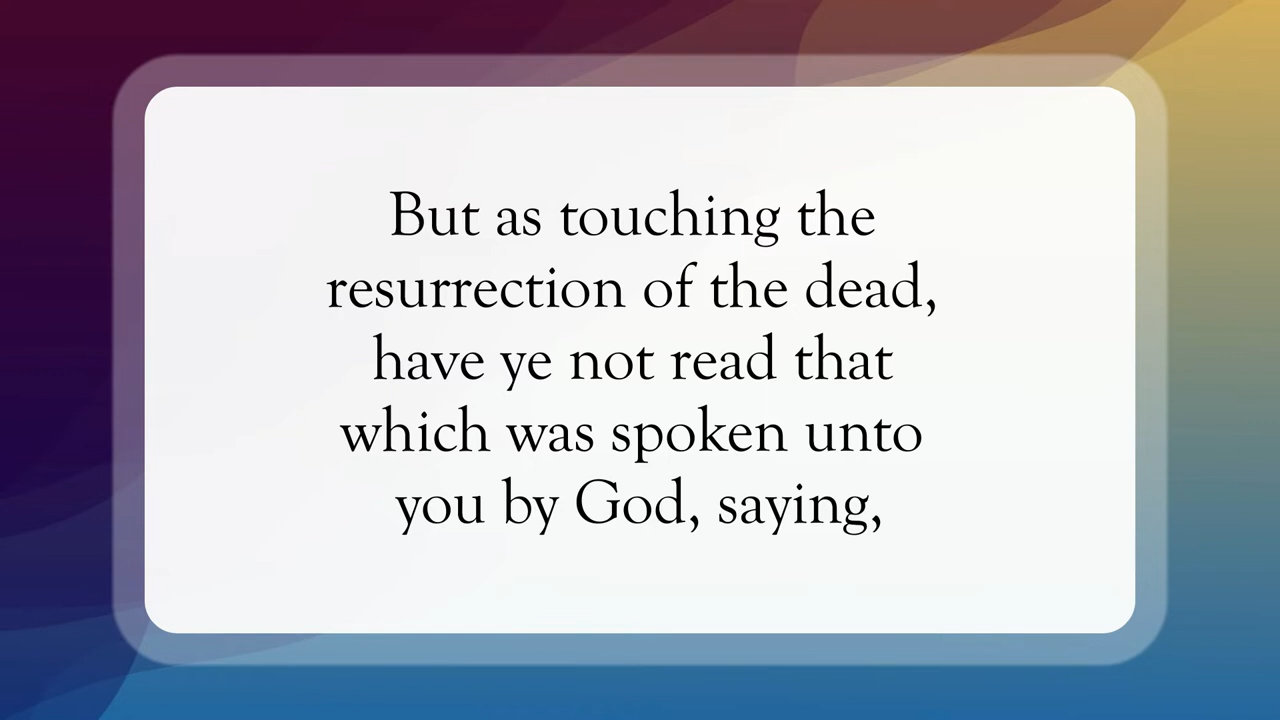 But as touching the
resurrection of the dead,
have ye not read that
which was spoken unto
you by God, saying,